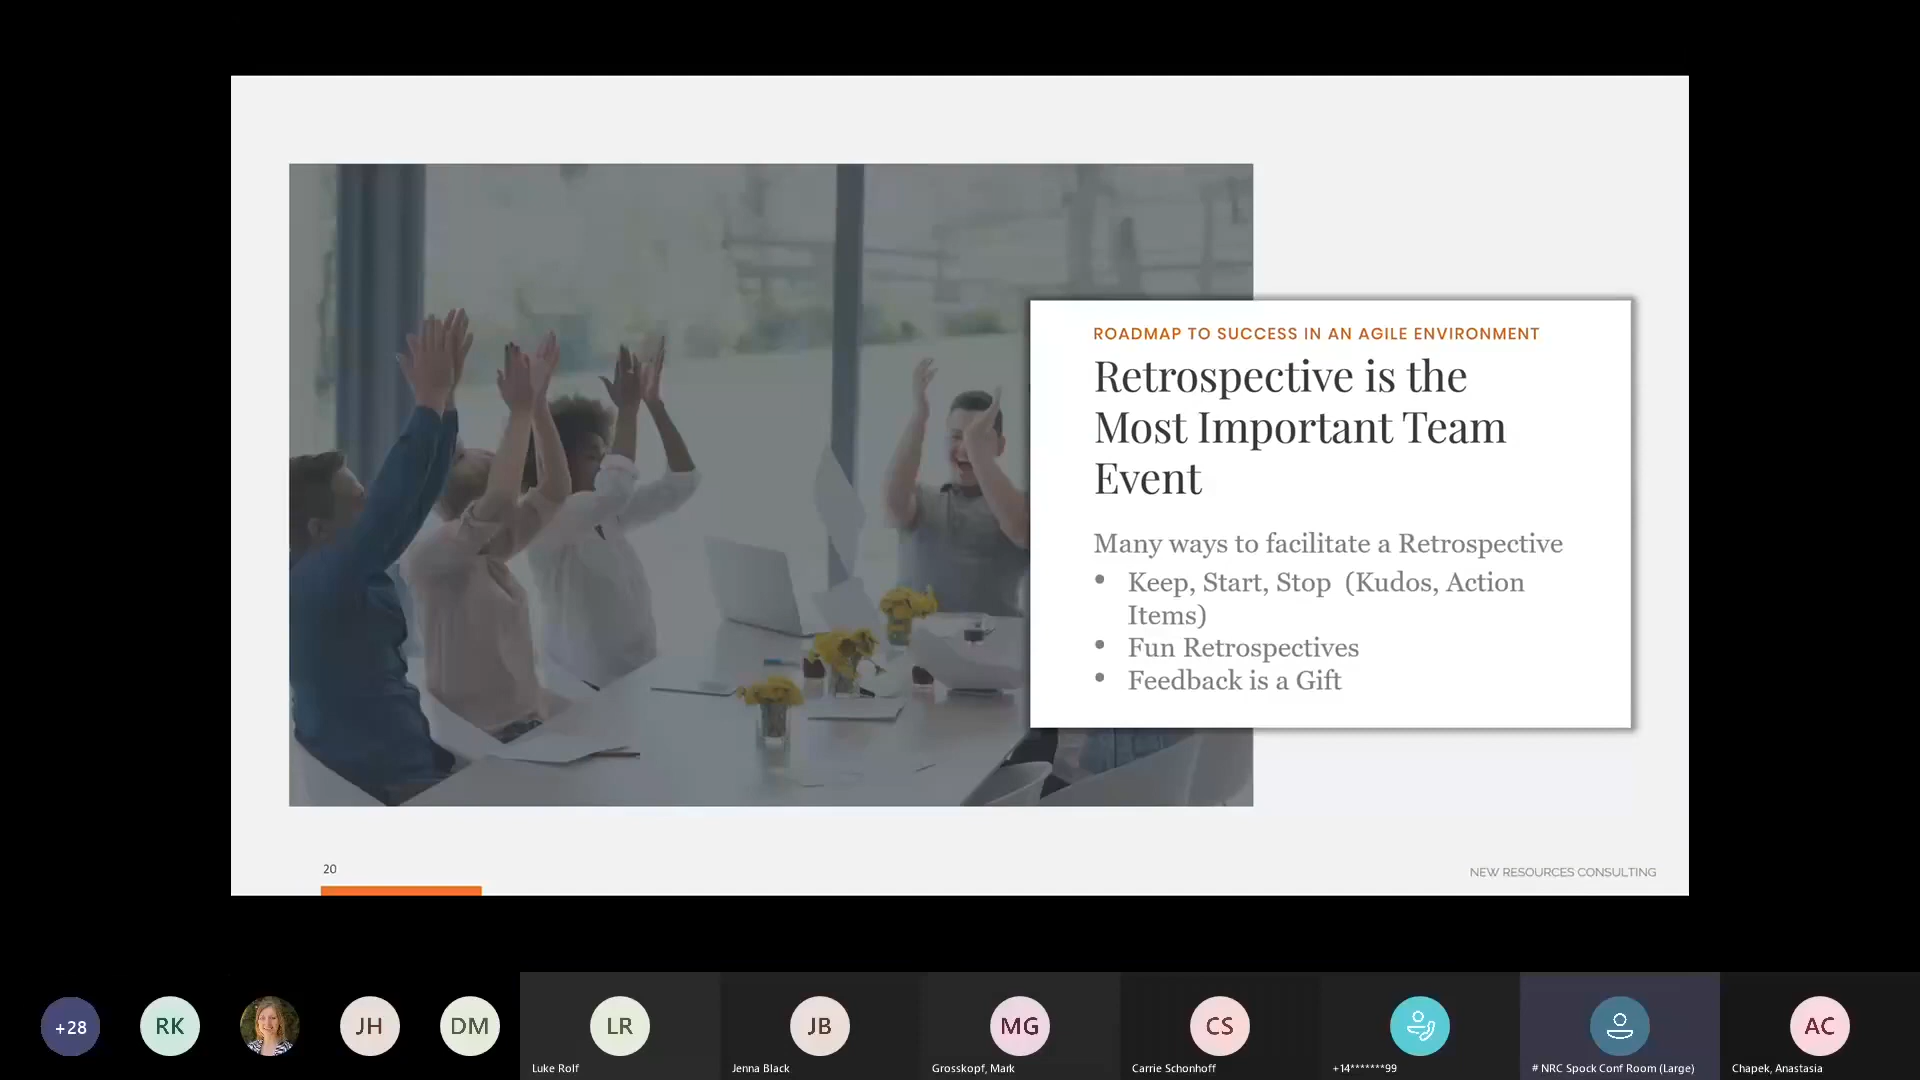 ROADMAP TO SUCCESS IN AN AGILE ENVIRONMENT
Retrospective is the
Most Important Team
Event
Many ways to facilitate a Retrospective
• Keep, Start, Stop  (Kudos, Action
Items)
• Fun Retrospectives
• Feedback is a Gift
20
NEW RESOURCES CONSULTING
+28
RK
JH
DM
LR
Luke Rolf
JB
Jenna Black
MG
Grosskopf, Mark
CS
Carrie Schonhoff
+14*******99
# NRC Spock Conf Room (Large)
AC
Chapek, Anastasia